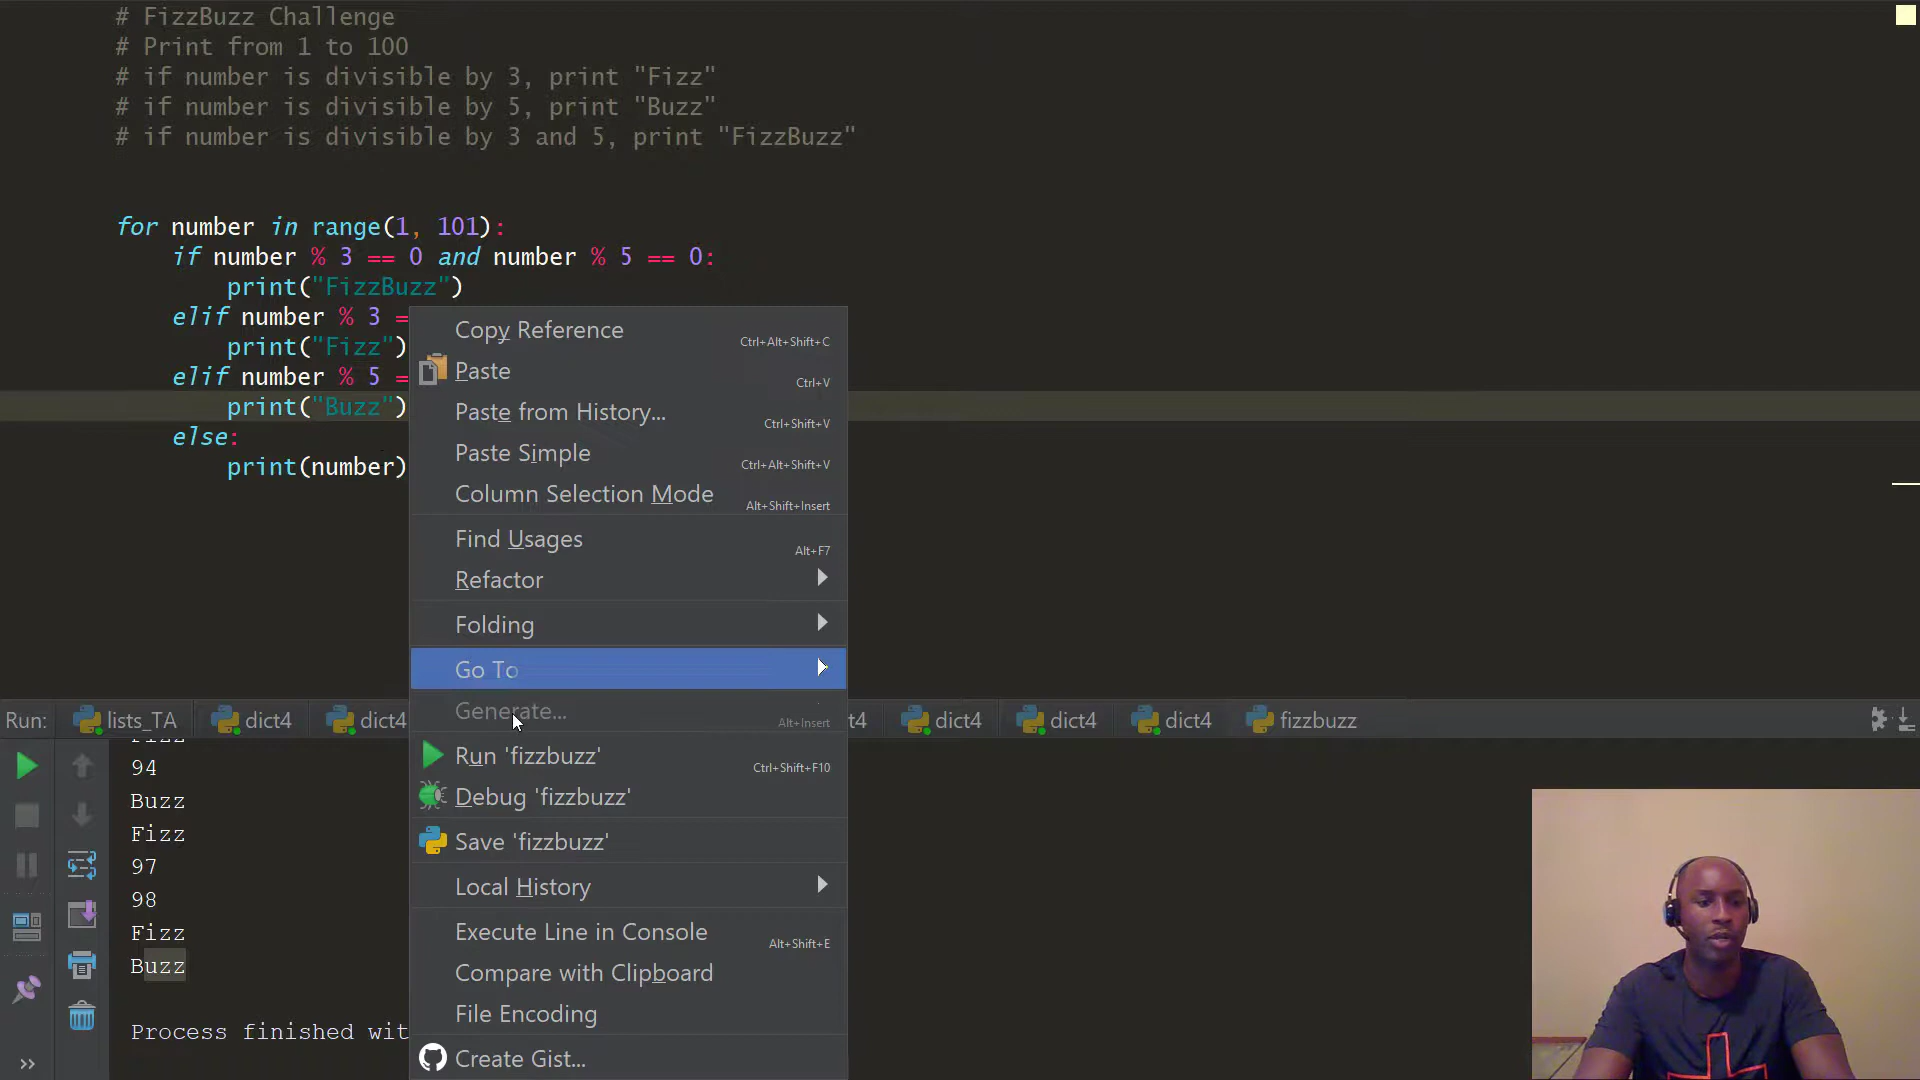 # FizzBuzz Challenge
# Print from 1 to 100
# if number is divisible by 3, print "Fizz"
# if number is divisible by 5, print "Buzz"
# if number is divisible by 3 and 5, print "FizzBuzz"
for number in range(1, 101):
if number % 3 == 0 and number % 5 == 0:
print("FizzBuzz")
elif number % 3 =
print("Fizz")
elif number % 5 =
print("Buzz")
else:
print(number)
Copy Reference Ctrl+Alt+Shift+C
Paste Ctrl+V
Paste from History... Ctrl+Shift+V
Paste Simple Ctrl+Alt+Shift+V
Column Selection Mode Alt+Shift+Insert
Find Usages Alt+F7
Refactor
Folding
Go To
Generate... Alt+Insert
Run 'fizzbuzz' Ctrl+Shift+F10
Debug 'fizzbuzz'
Save 'fizzbuzz'
Local History
Execute Line in Console Alt+Shift+E
Compare with Clipboard
File Encoding
Create Gist...
Run: lists_TA dict4 dict4 t4 dict4 dict4 dict4 fizzbuzz
Fizz
94
Buzz
Fizz
97
98
Fizz
Buzz
Process finished wit